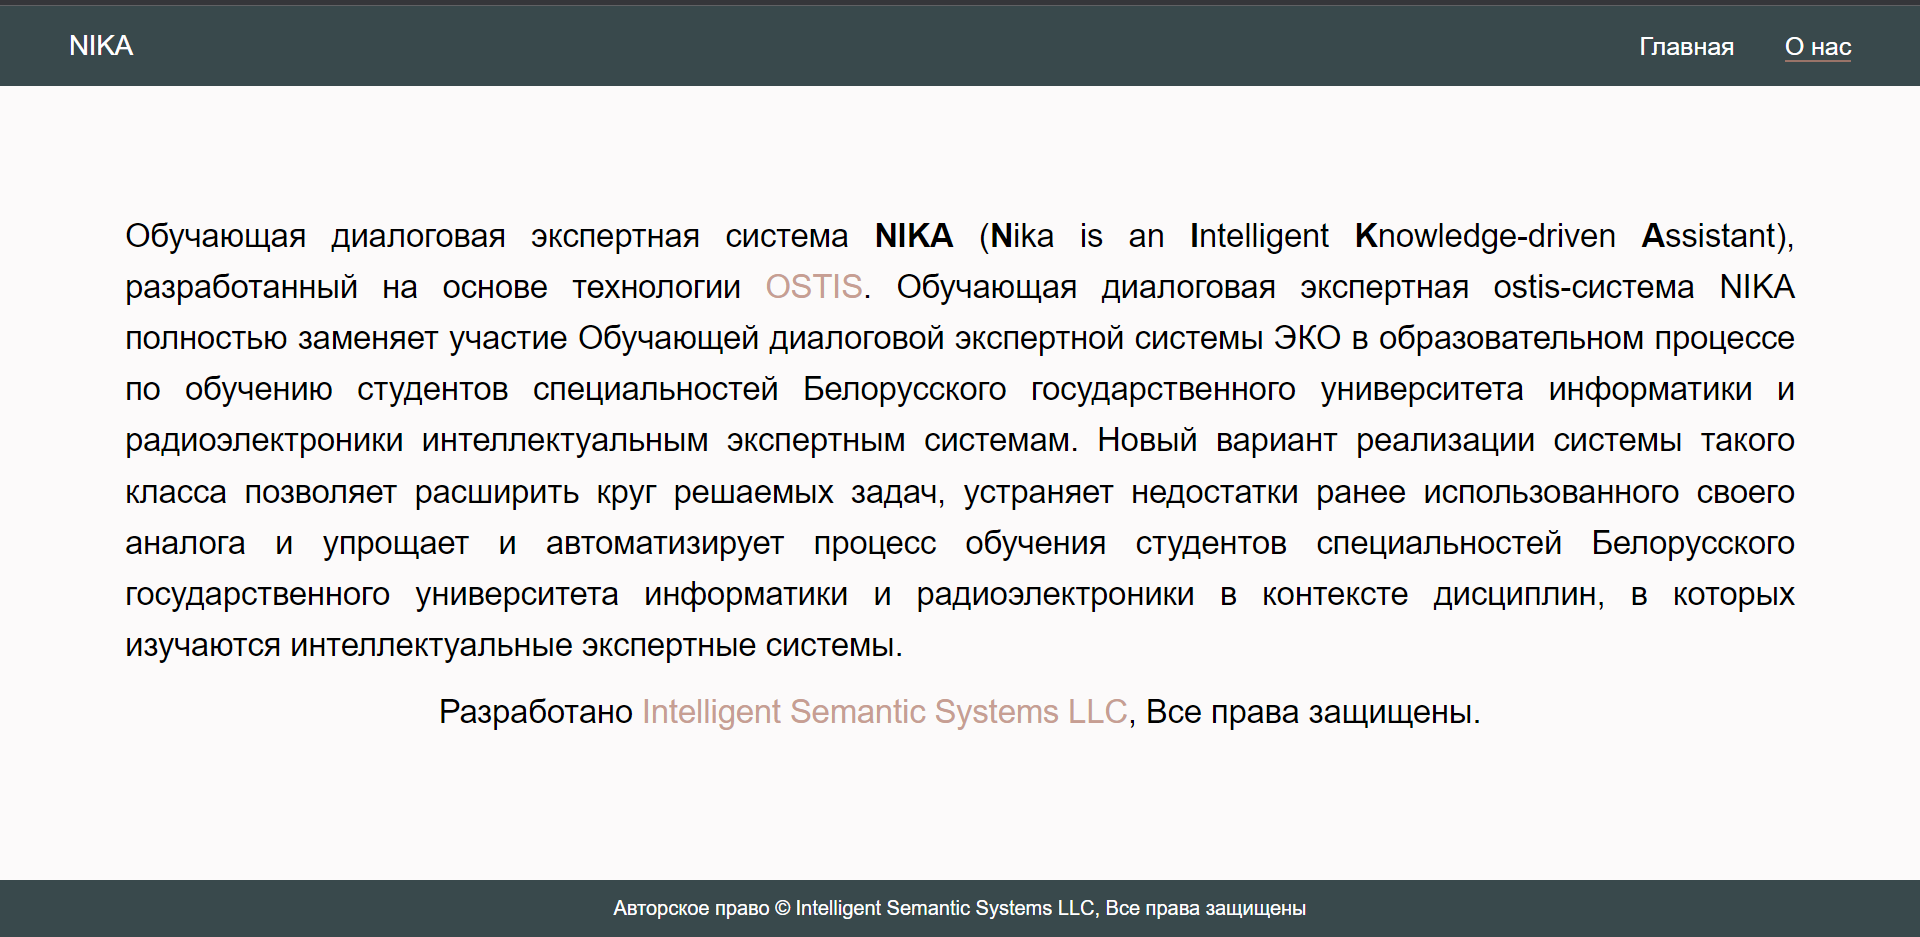 NIKA
Главная
О нас
Обучающая диалоговая экспертная система NIKA (Nika is an Intelligent Knowledge-driven Assistant),
разработанный на основе технологии OSTIS. Обучающая диалоговая экспертная ostis-система NIKA
полностью заменяет участие Обучающей диалоговой экспертной системы ЭКО в образовательном процессе
по обучению студентов специальностей Белорусского государственного университета информатики и
радиоэлектроники интеллектуальным экспертным системам. Новый вариант реализации системы такого
класса позволяет расширить круг решаемых задач, устраняет недостатки ранее использованного своего
аналога и упрощает и автоматизирует процесс обучения студентов специальностей Белорусского
государственного университета информатики и радиоэлектроники в контексте дисциплин, в которых
изучаются интеллектуальные экспертные системы.
Разработано Intelligent Semantic Systems LLC, Все права защищены.
Авторское право © Intelligent Semantic Systems LLC, Все права защищены